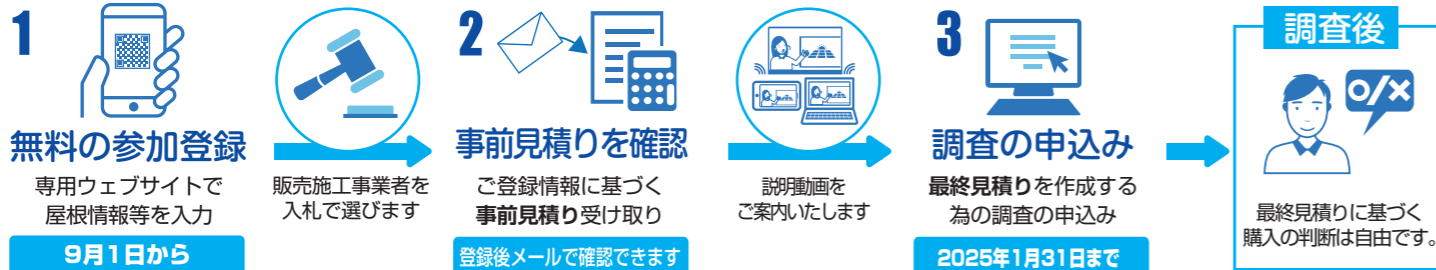 1
無料の参加登録
専用ウェブサイトで
屋根情報等を入力
9月1日から
販売施工事業者を
入札で選びます
2
事前見積りを確認
ご登録情報に基づく
事前見積り受け取り
登録後メールで確認できます
説明動画を
ご案内いたします
3
調査の申込み
最終見積りを作成する
為の調査の申込み
2025年1月31日まで
調査後
o/×
最終見積りに基づく
購入の判断は自由です。